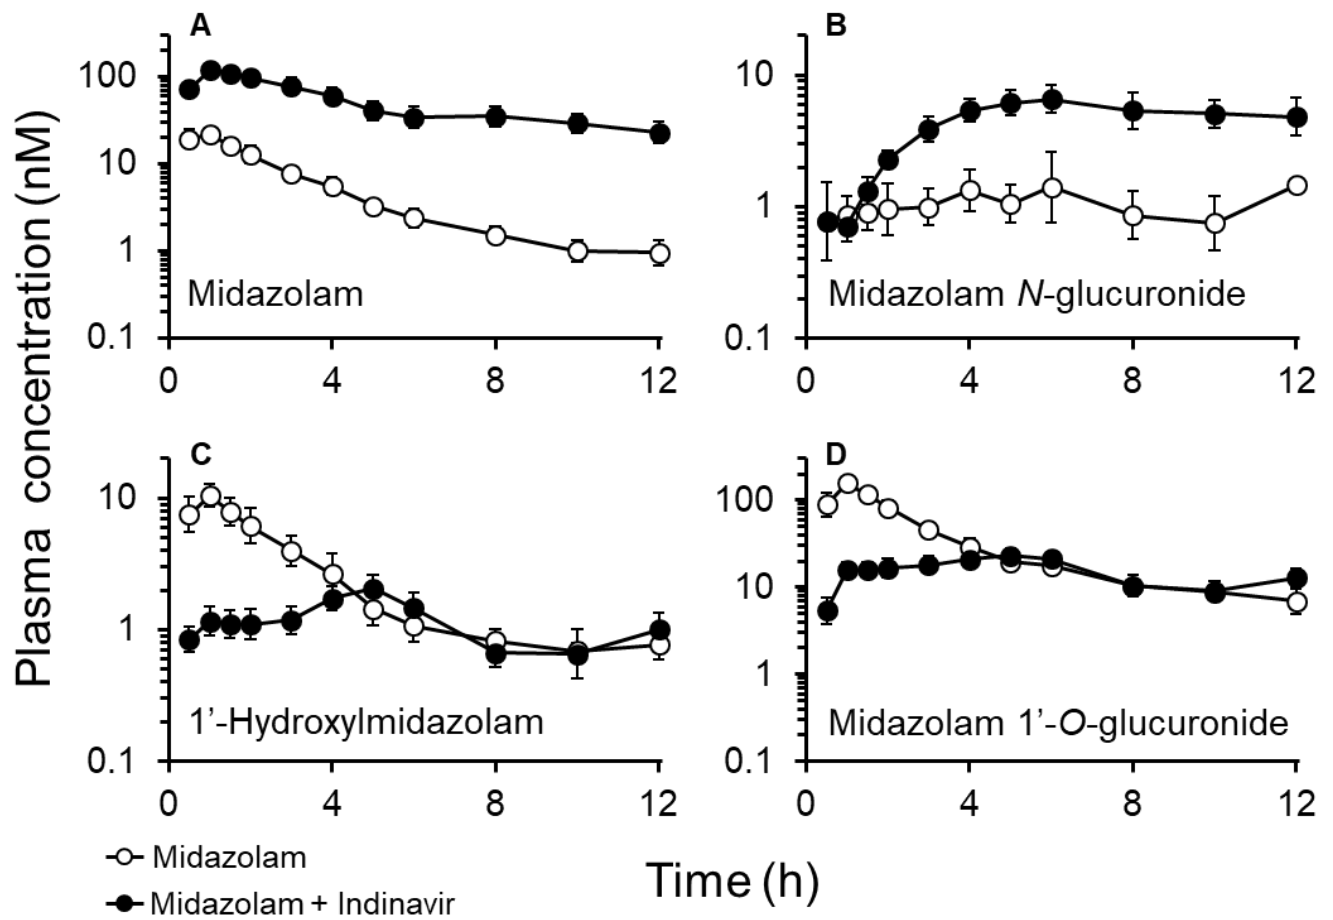 Plasma concentration (nM)
A
100
10
1
0.1
Midazolam
0 4 8 12
B
10
1
0.1
Midazolam N-glucuronide
0 4 8 12
C
10
1
0.1
1’-Hydroxylmidazolam
0 4 8 12
D
100
10
1
0.1
Midazolam 1’-O-glucuronide
0 4 8 12
Midazolam
Midazolam + Indinavir
Time (h)